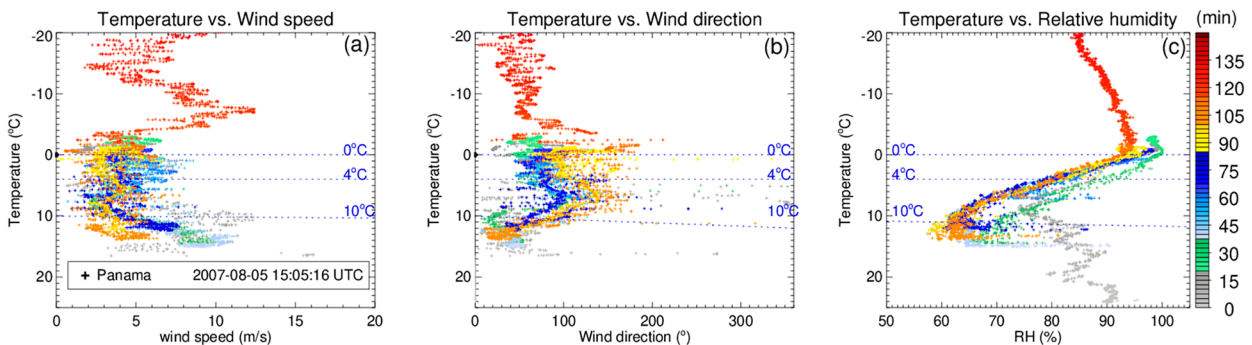 Temperature vs. Wind speed
(a)
-20
-10
0
10
20
Temperature (°C)
0°C
4°C
10°C
+ Panama 2007-08-05 15:05:16 UTC
0 5 10 15 20
wind speed (m/s)
Temperature vs. Wind direction
(b)
-20
-10
0
10
20
Temperature (°C)
0°C
4°C
10°C
0 100 200 300
Wind direction (°)
Temperature vs. Relative humidity
(c)
-20
-10
0
10
20
Temperature (°C)
0°C
4°C
10°C
50 60 70 80 90 100
RH (%)
(min)
135
120
105
90
75
60
45
30
15
0